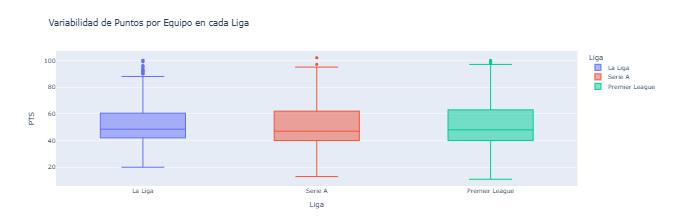 Variabilidad de Puntos por Equipo en cada Liga
Liga
La Liga
Serie A
Premier League
100
80
60
40
20
PTS
La Liga
Serie A
Premier League
Liga